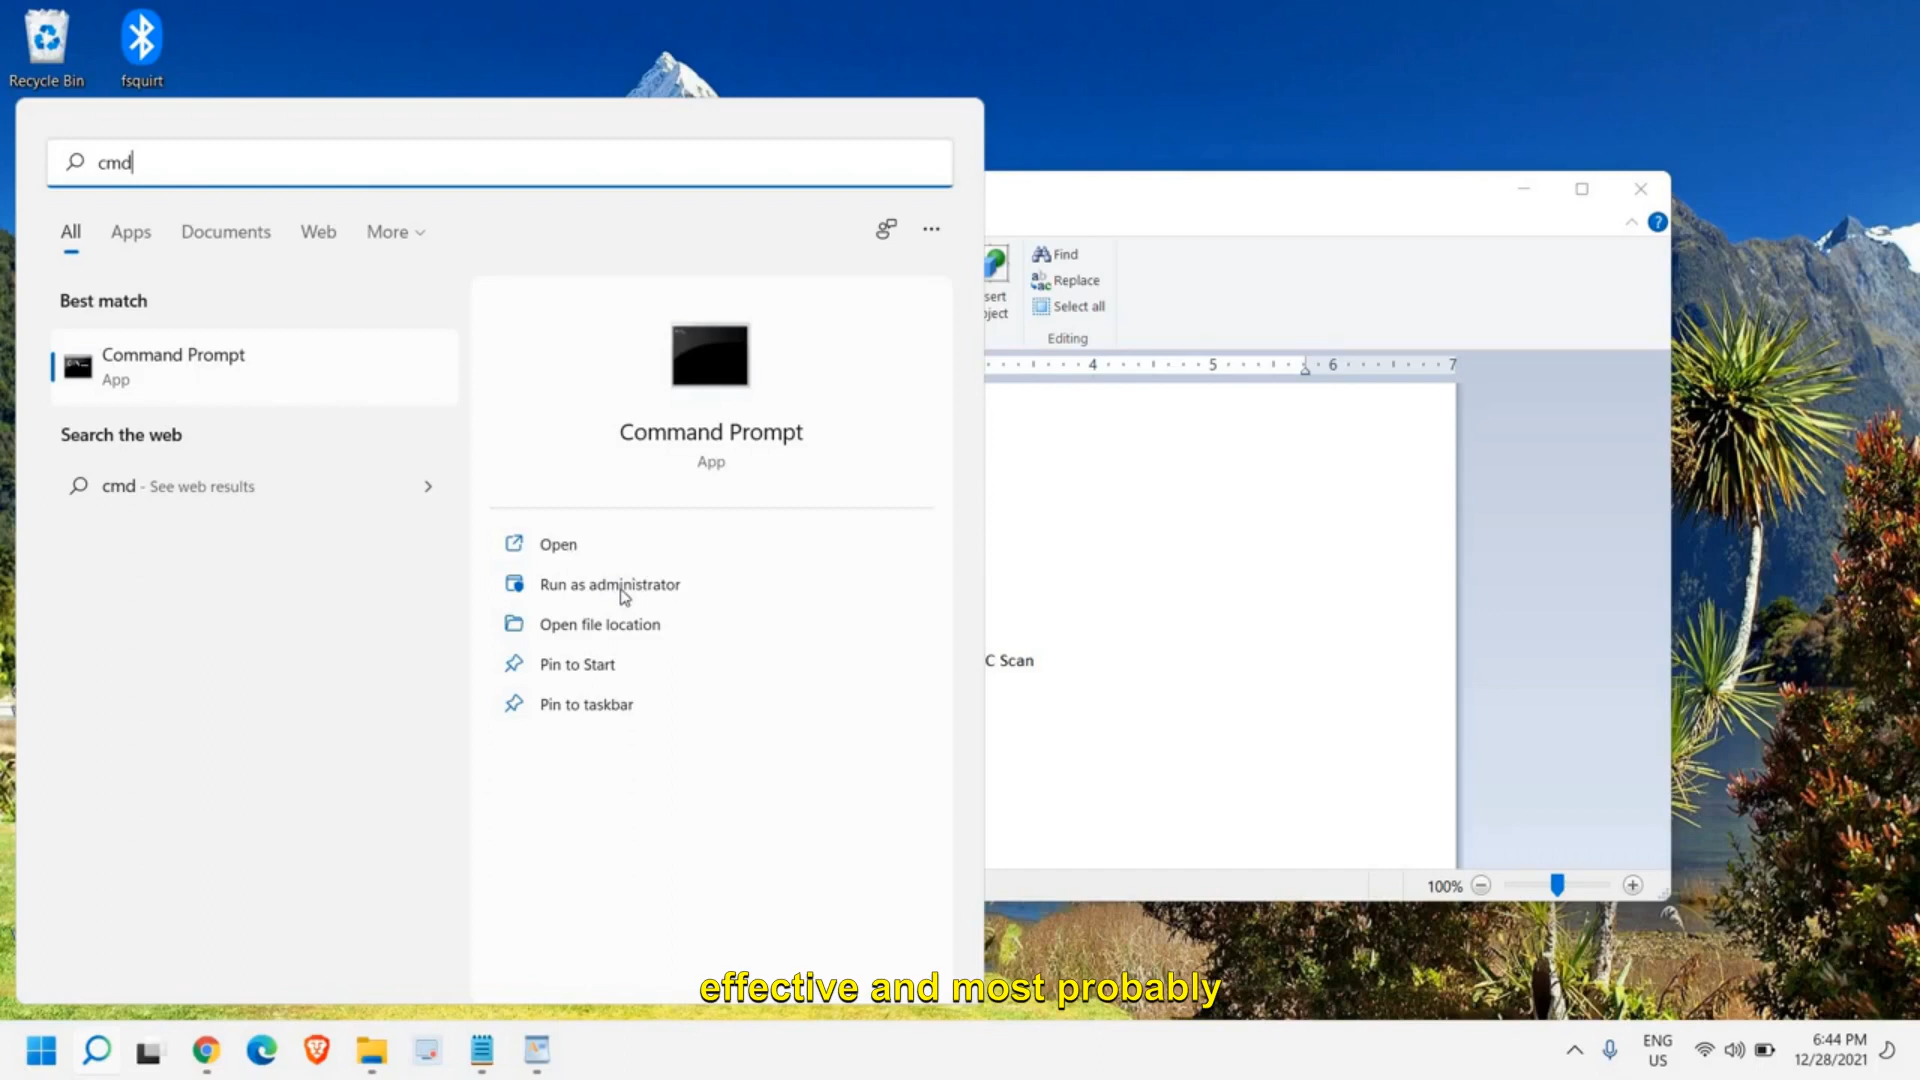 Recycle Bin
fsquirt
cmd
All Apps Documents Web More
Best match
Command Prompt
App
Search the web
cmd - See web results
Command Prompt
App
Open
Run as administrator
Open file location
Pin to Start
Pin to taskbar
sert
Find
Replace
Select all
Editing
4 5 6 7
C Scan
100%
effective and most probably
ENG
US
6:44 PM
12/28/2021